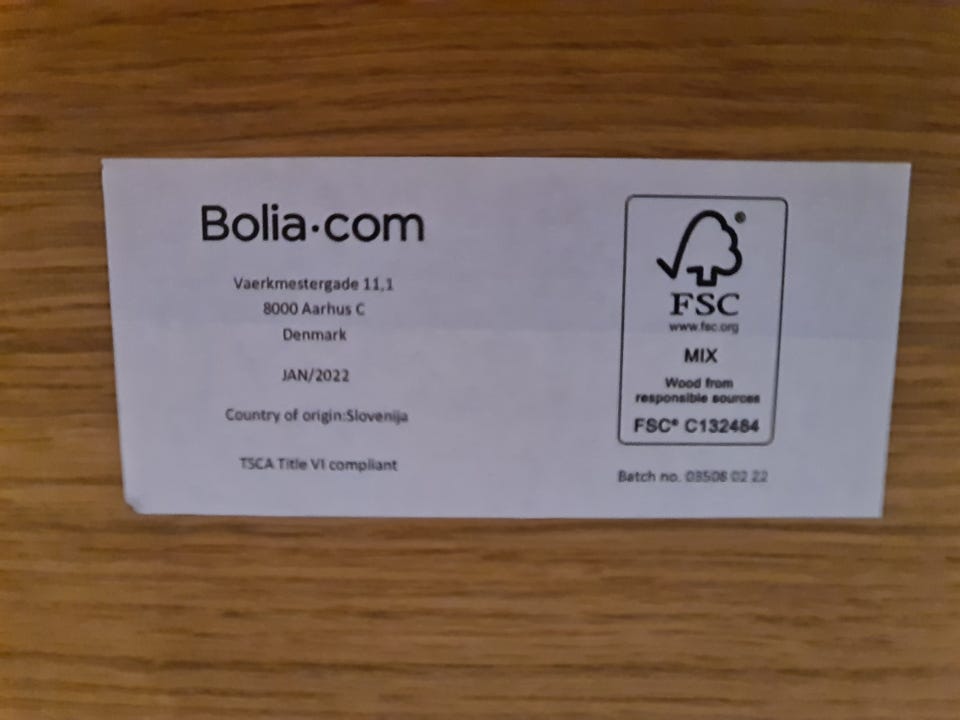 Bolia.com
Vaerkmestergade 11,1
8000 Aarhus C
Denmark
JAN/2022
Country of origin:Slovenija
TSCA Title VI compliant
®
FSC
www.fsc.org
MIX
Wood from
responsible sources
FSC® C132484
Batch no. 02 22